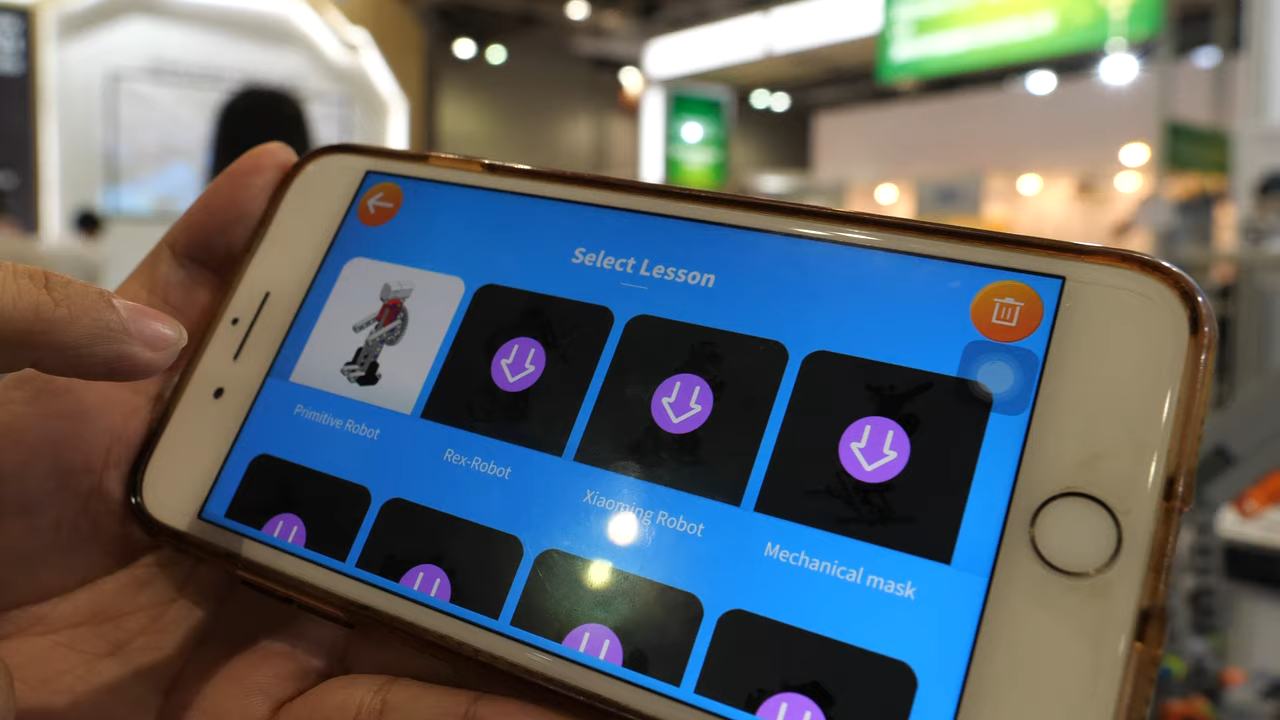 Select Lesson
Primitive Robot
Rex-Robot
Xiaoming Robot
Mechanical mask